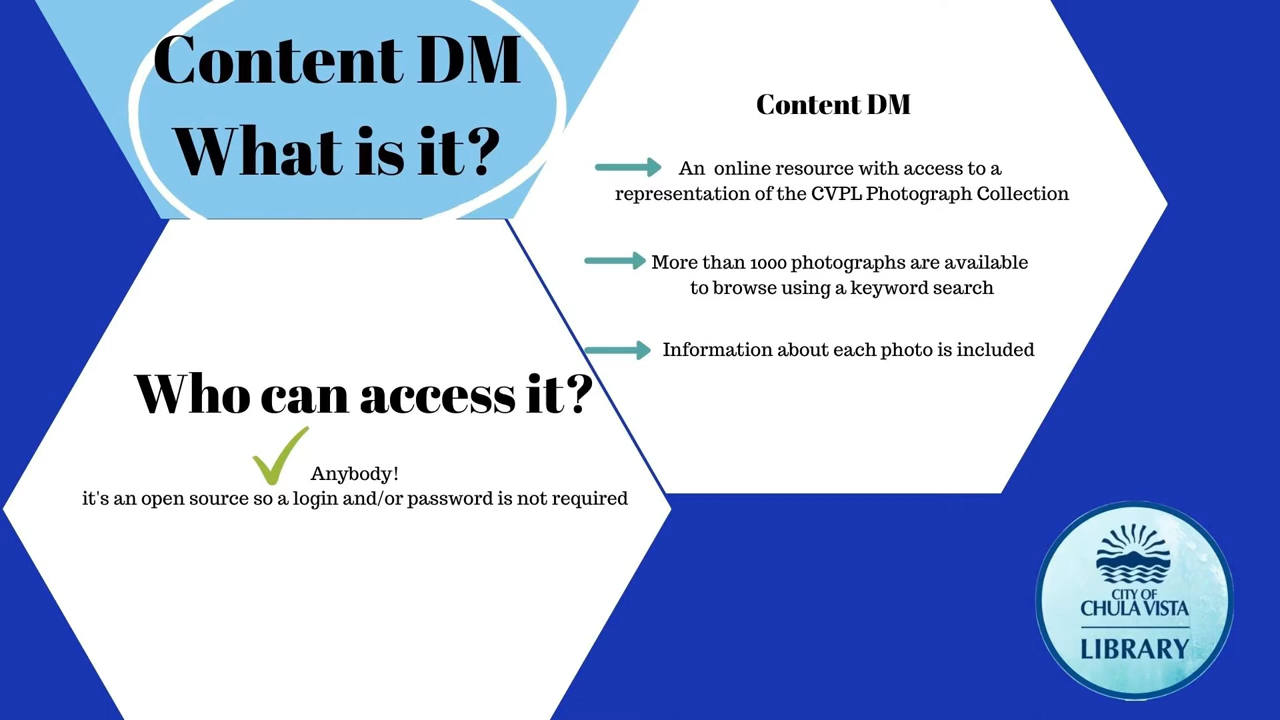 Content DM
What is it?
Content DM
An online resource with access to a
representation of the CVPL Photograph Collection
More than 1000 photographs are available
to browse using a keyword search
Information about each photo is included
Who can access it?
Anybody!
it's an open source so a login and/or password is not required
CITY OF
CHULA VISTA
LIBRARY